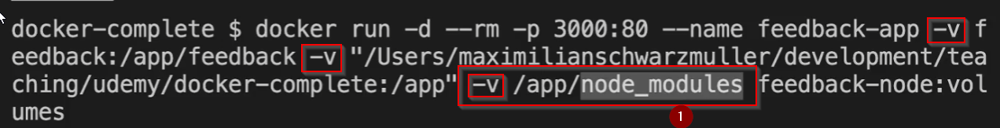 docker-complete $ docker run -d --rm -p 3000:80 --name feedback-app -v f
eedback:/app/feedback -v "/Users/maximilianschwarzmuller/development/tea
ching/udemy/docker-complete:/app" -v /app/node_modules feedback-node:vol
umes
1